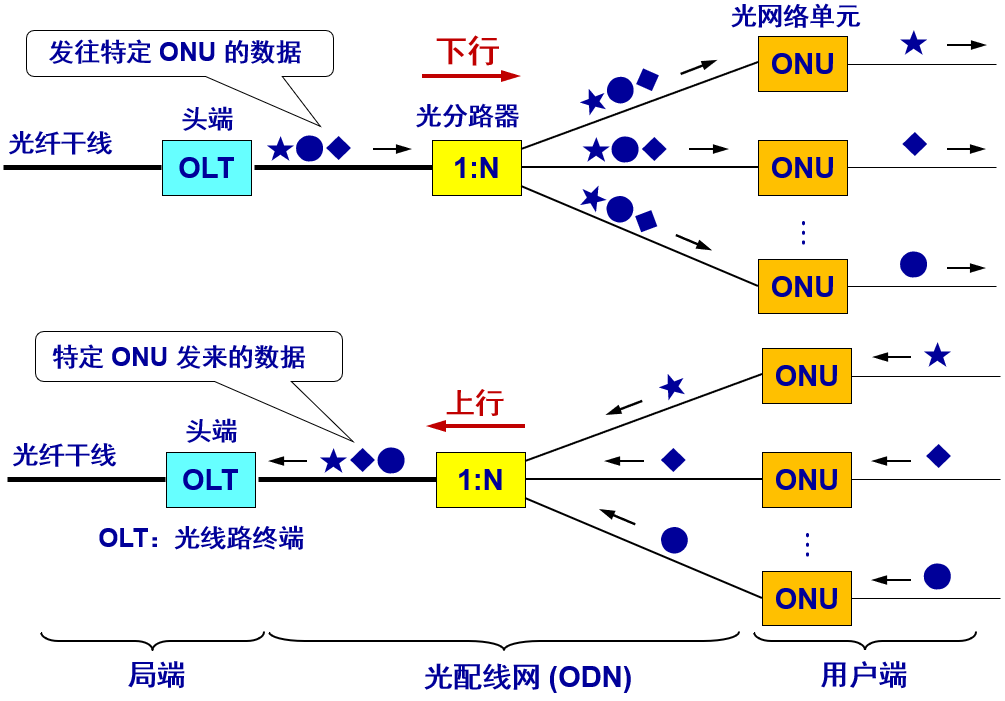 光网络单元
发往特定 ONU 的数据
下行
ONU
头端
光分路器
光纤干线
OLT
1:N
ONU
⋮
ONU
特定 ONU 发来的数据
上行
ONU
头端
光纤干线
OLT
1:N
ONU
OLT：光线路终端
⋮
ONU
局端
光配线网 (ODN)
用户端